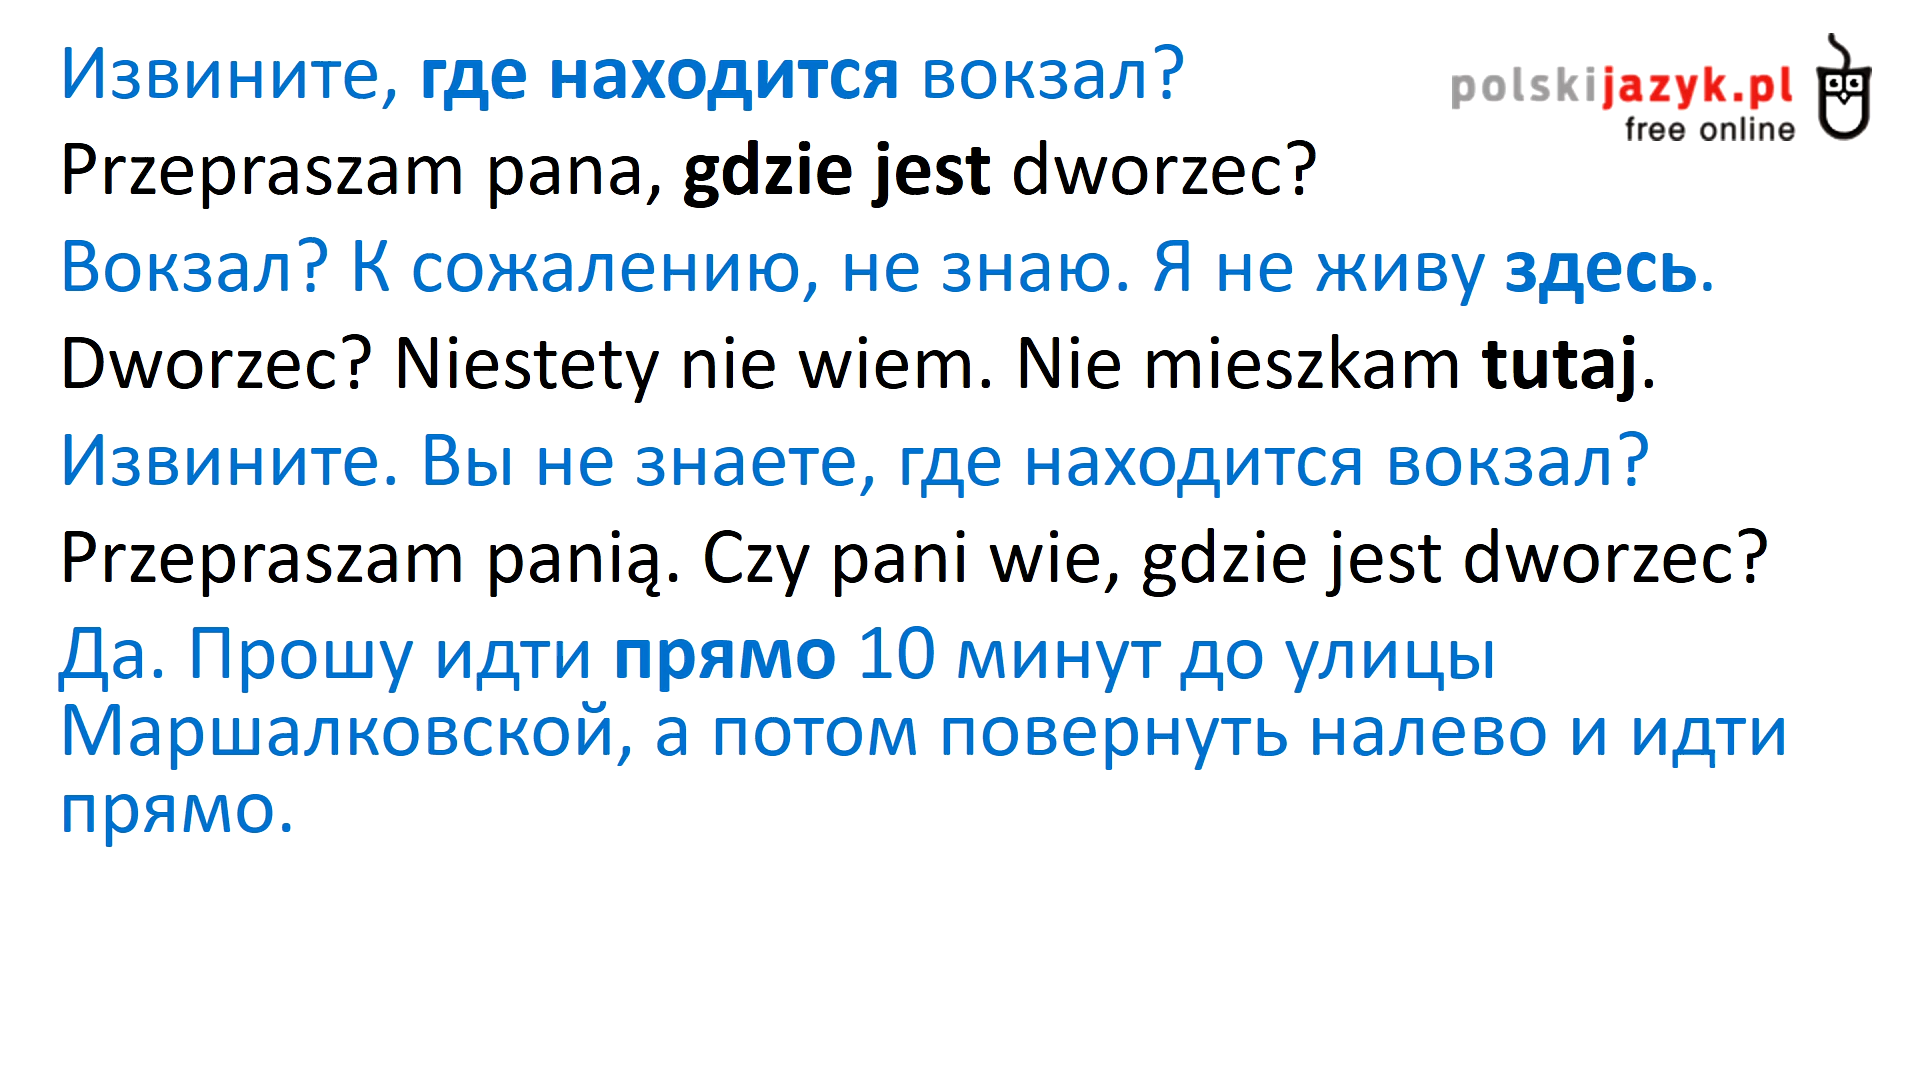 Извините, где находится вокзал?
polskijazyk.pl
free online
Przepraszam pana, gdzie jest dworzec?
Вокзал? К сожалению, не знаю. Я не живу здесь.
Dworzec? Niestety nie wiem. Nie mieszkam tutaj.
Извините. Вы не знаете, где находится вокзал?
Przepraszam panią. Czy pani wie, gdzie jest dworzec?
Да. Прошу идти прямо 10 минут до улицы
Маршалковской, а потом повернуть налево и идти
прямо.